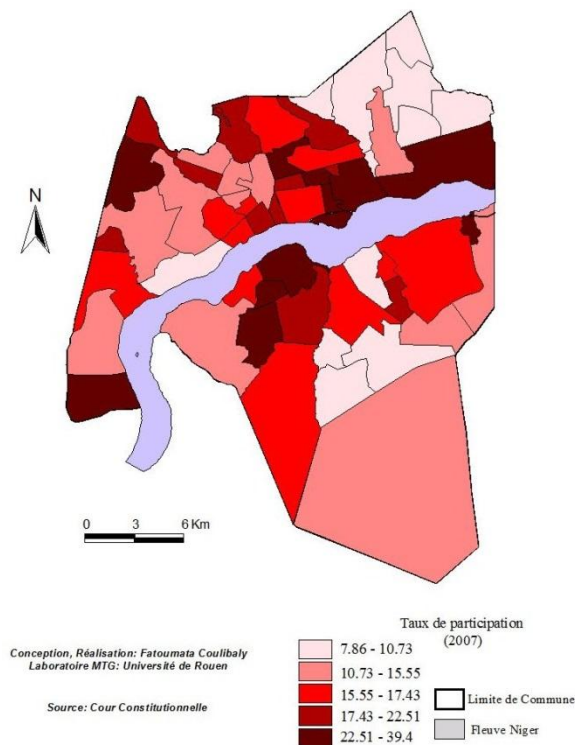 N
0 3 6 Km
Conception, Réalisation: Fatoumata Coulibaly
Laboratoire MTG: Université de Rouen
Source: Cour Constitutionnelle
Taux de participation
(2007)
7.86 - 10.73
10.73 - 15.55
15.55 - 17.43
17.43 - 22.51
22.51 - 39.4
Limite de Commune
Fleuve Niger